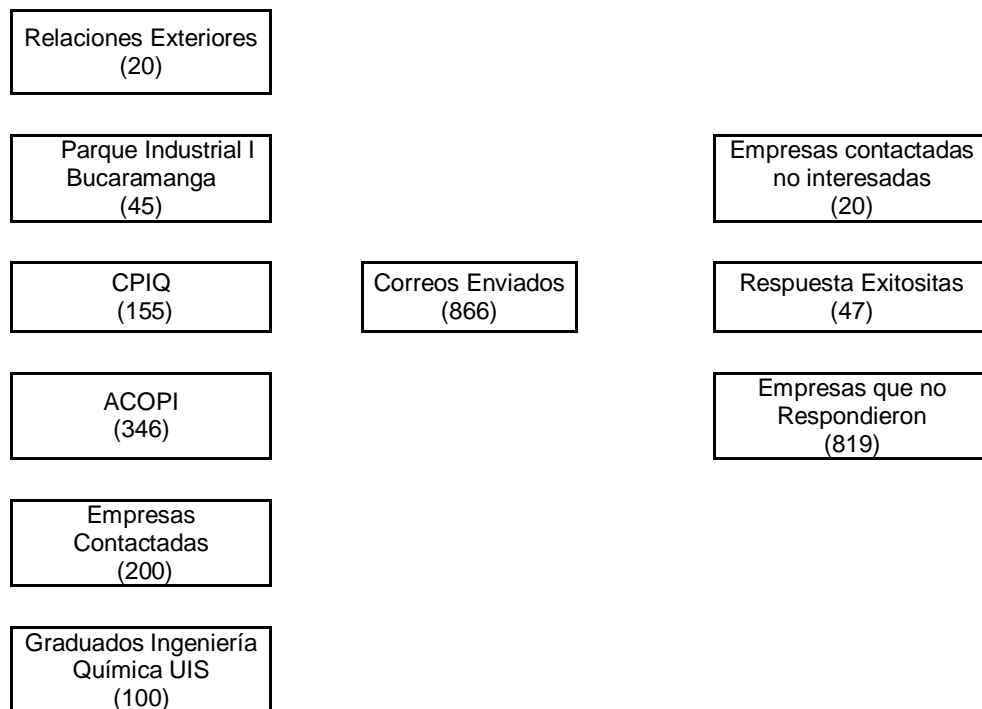 Relaciones Exteriores
(20)
Parque Industrial I
Bucaramanga
(45)
CPIQ
(155)
ACOPI
(346)
Empresas
Contactadas
(200)
Graduados Ingeniería
Química UIS
(100)
Correos Enviados
(866)
Empresas contactadas
no interesadas
(20)
Respuesta Exitositas
(47)
Empresas que no
Respondieron
(819)